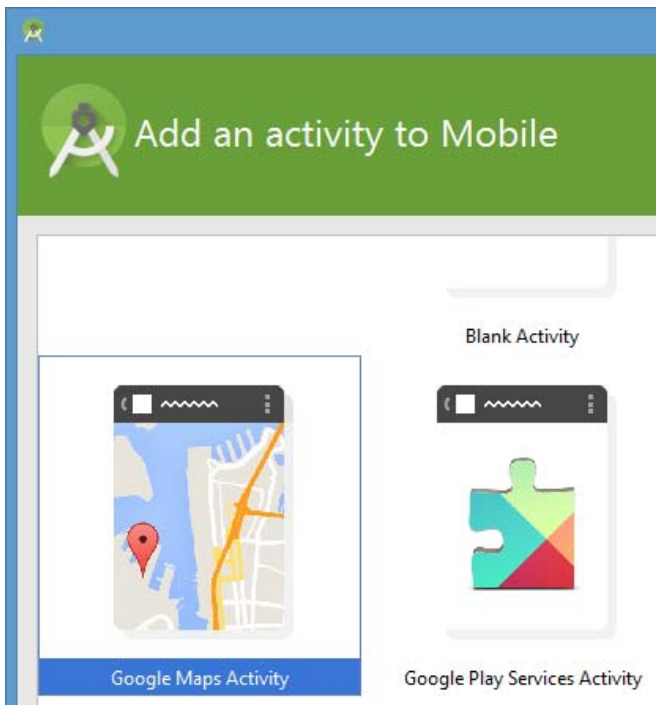 Add an activity to Mobile
Blank Activity
Google Maps Activity
Google Play Services Activity